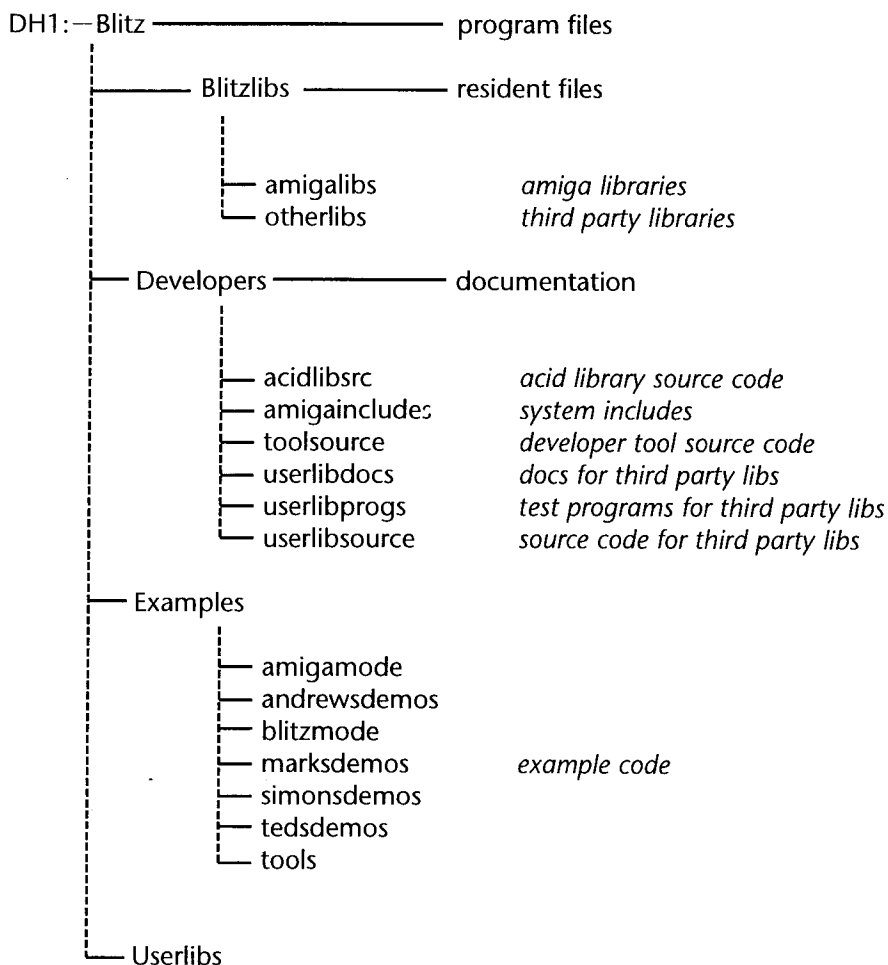 DH1: Blitz program files
Blitzlibs resident files
amigalibs amiga libraries
otherlibs third party libraries
Developers documentation
acidlibsrc acid library source code
amigaincludes system includes
toolsource developer tool source code
userlibdocs docs for third party libs
userlibprogs test programs for third party libs
userlibsource source code for third party libs
Examples
amigamode
andrewsdemos
blitzmode
marksdemos example code
simonsdemos
tedsdemos
tools
Userlibs